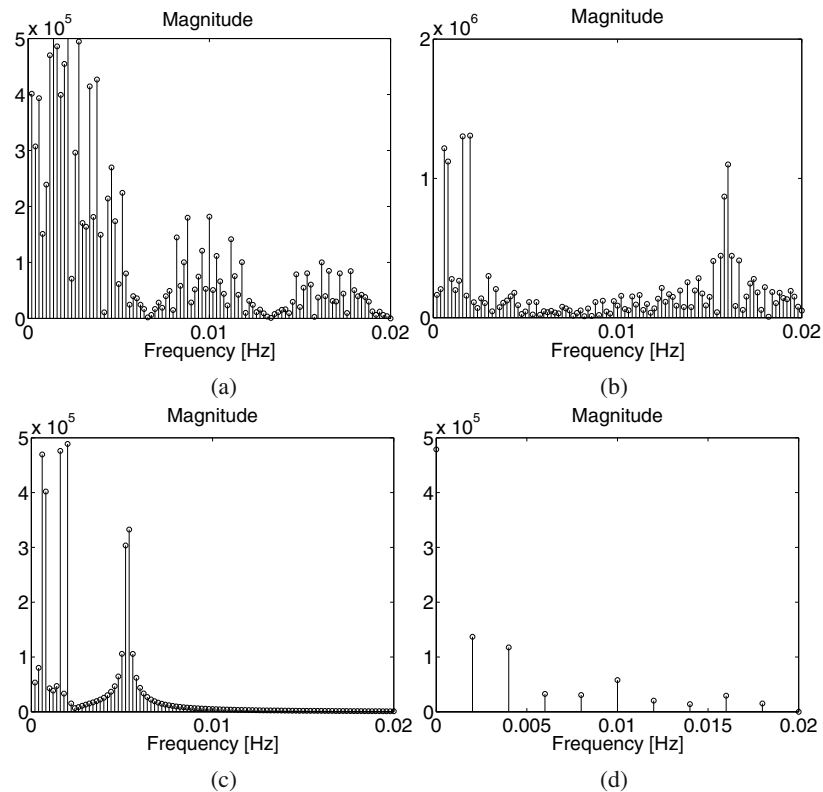 Magnitude
5 x 10^5
4
3
2
1
0
0 0.01 0.02
Frequency [Hz]
(a)
Magnitude
2 x 10^6
1
0
0 0.01 0.02
Frequency [Hz]
(b)
Magnitude
5 x 10^5
4
3
2
1
0
0 0.01 0.02
Frequency [Hz]
(c)
Magnitude
5 x 10^5
4
3
2
1
0
0 0.005 0.01 0.015 0.02
Frequency [Hz]
(d)